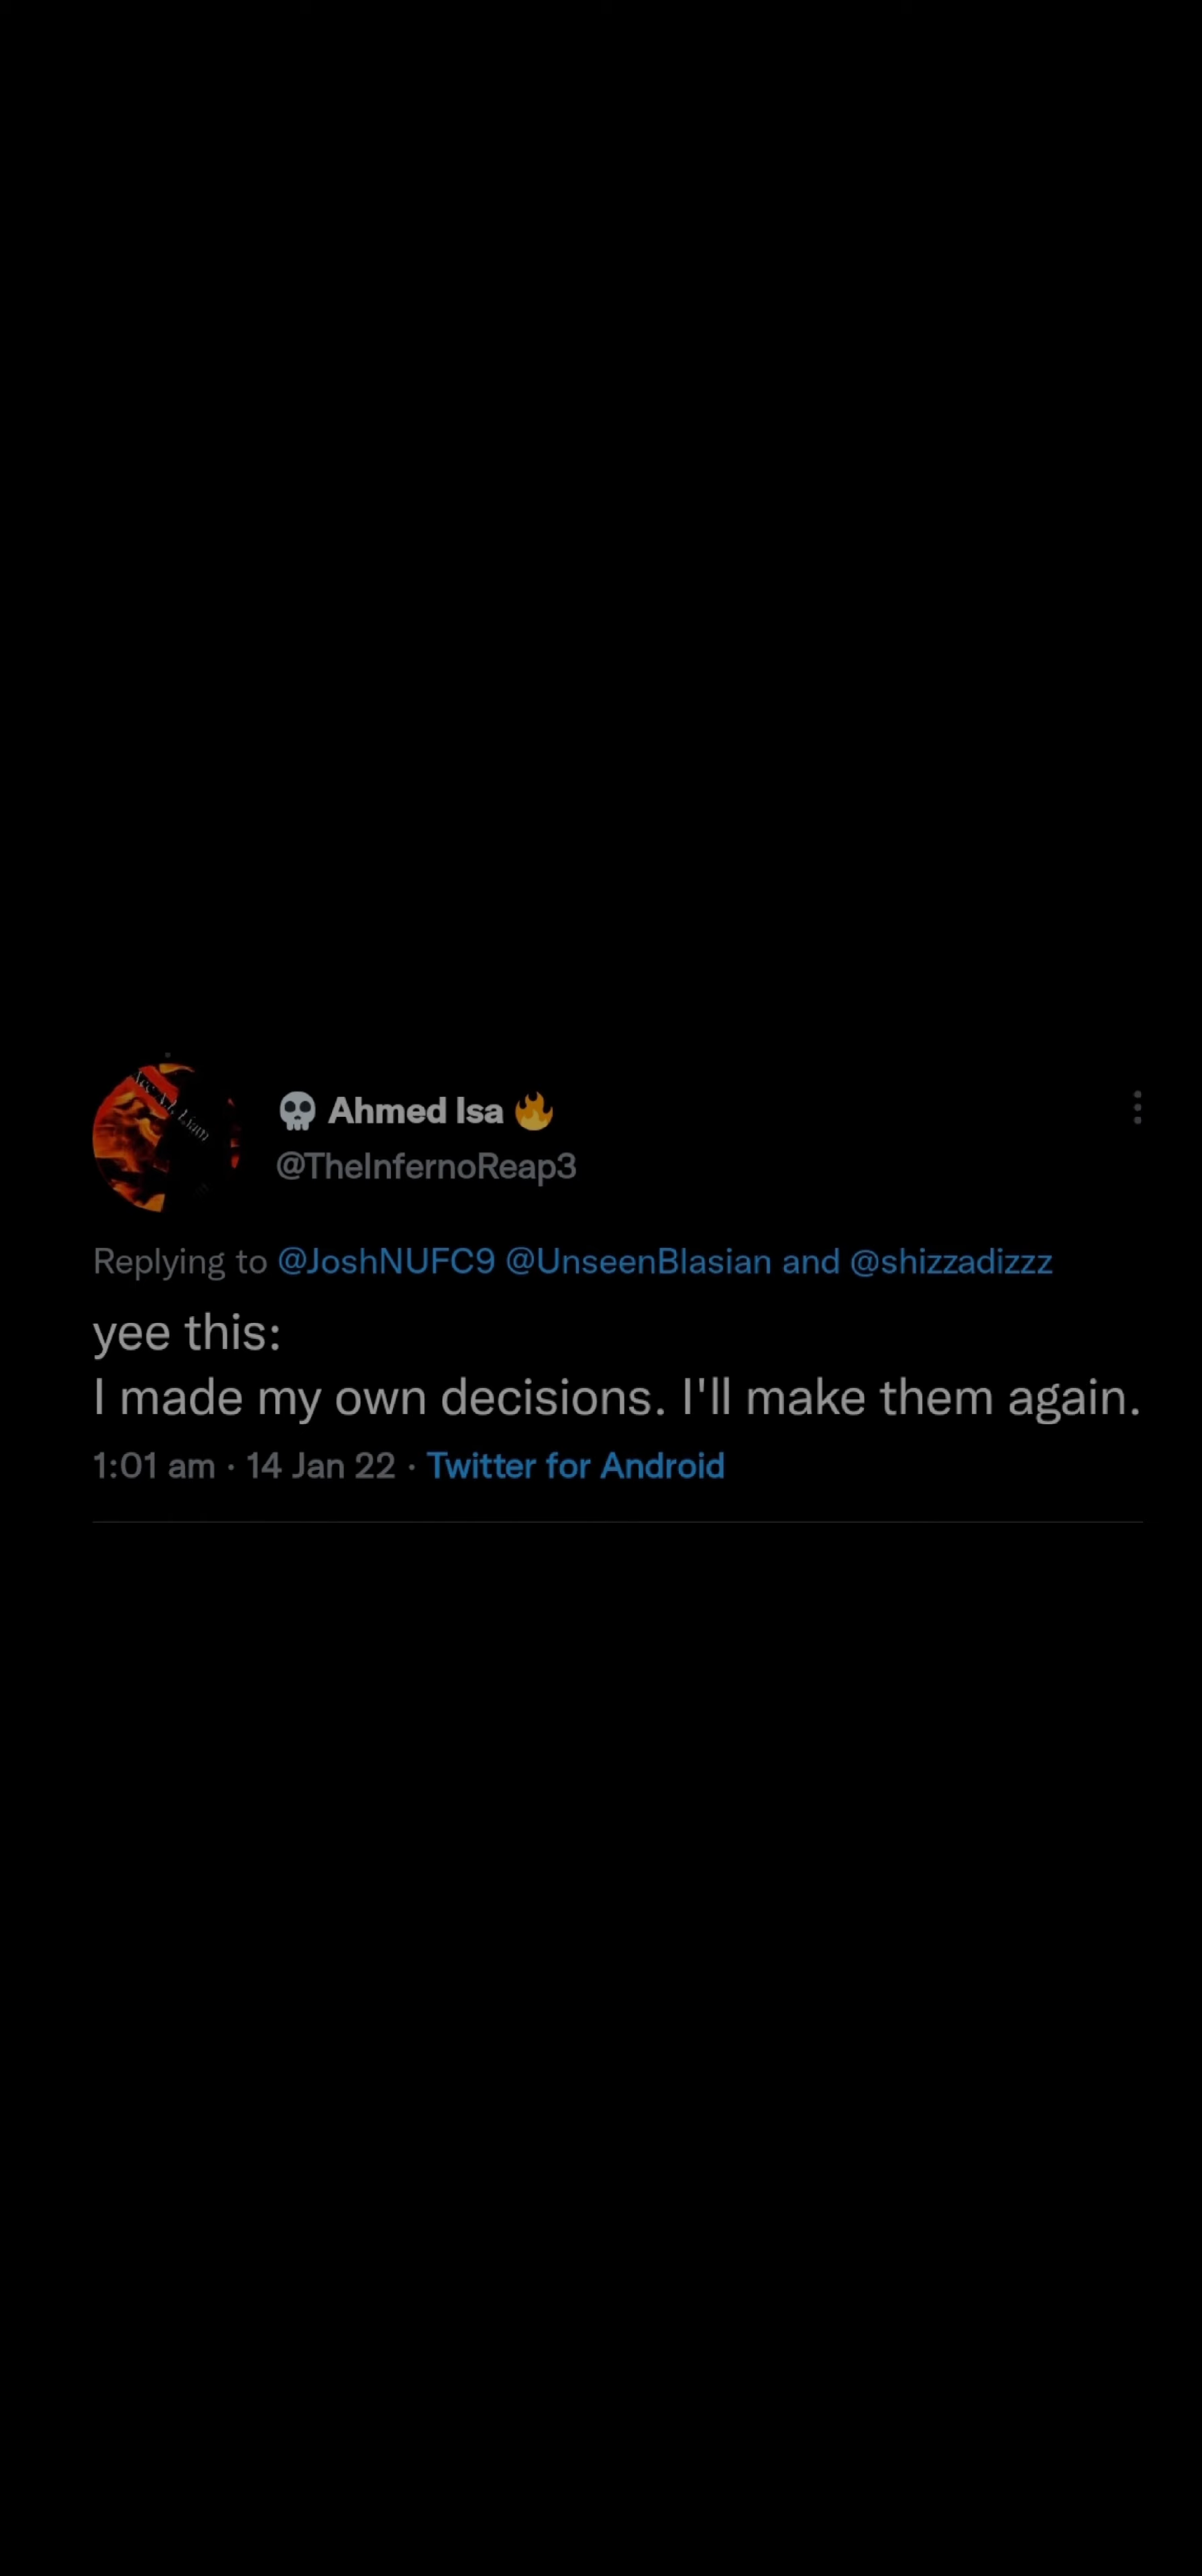 💀 Ahmed Isa 🔥
@TheInfernoReap3
Replying to @JoshNUFC9 @UnseenBlasian and @shizzadizzz
yee this:
I made my own decisions. I'll make them again.
1:01 am · 14 Jan 22 · Twitter for Android